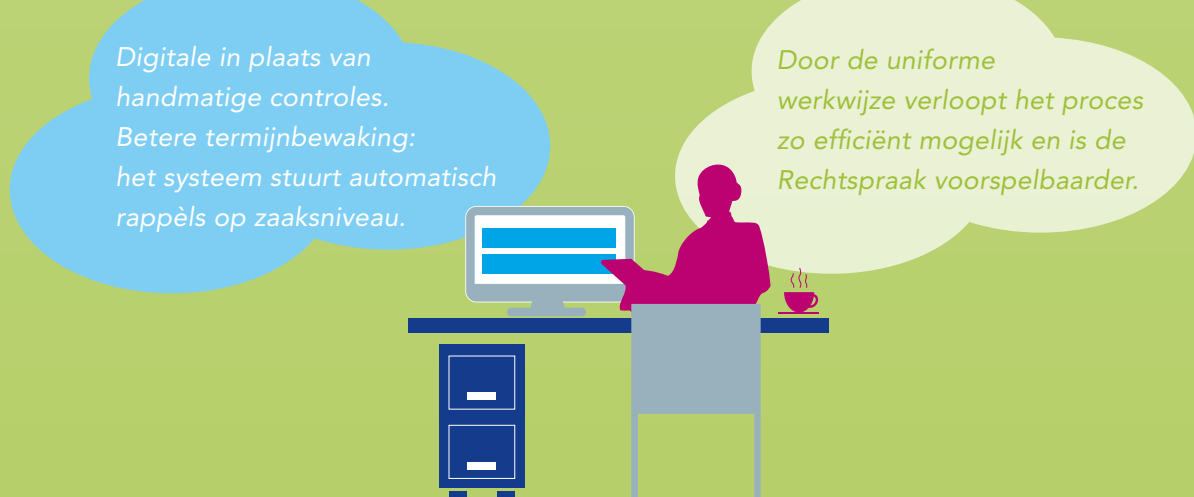 Digitale in plaats van
handmatige controles.
Betere termijnbewaking:
het systeem stuurt automatisch
rappèls op zaaksniveau.
Door de uniforme
werkwijze verloopt het proces
zo efficiënt mogelijk en is de
Rechtspraak voorspelbaarder.